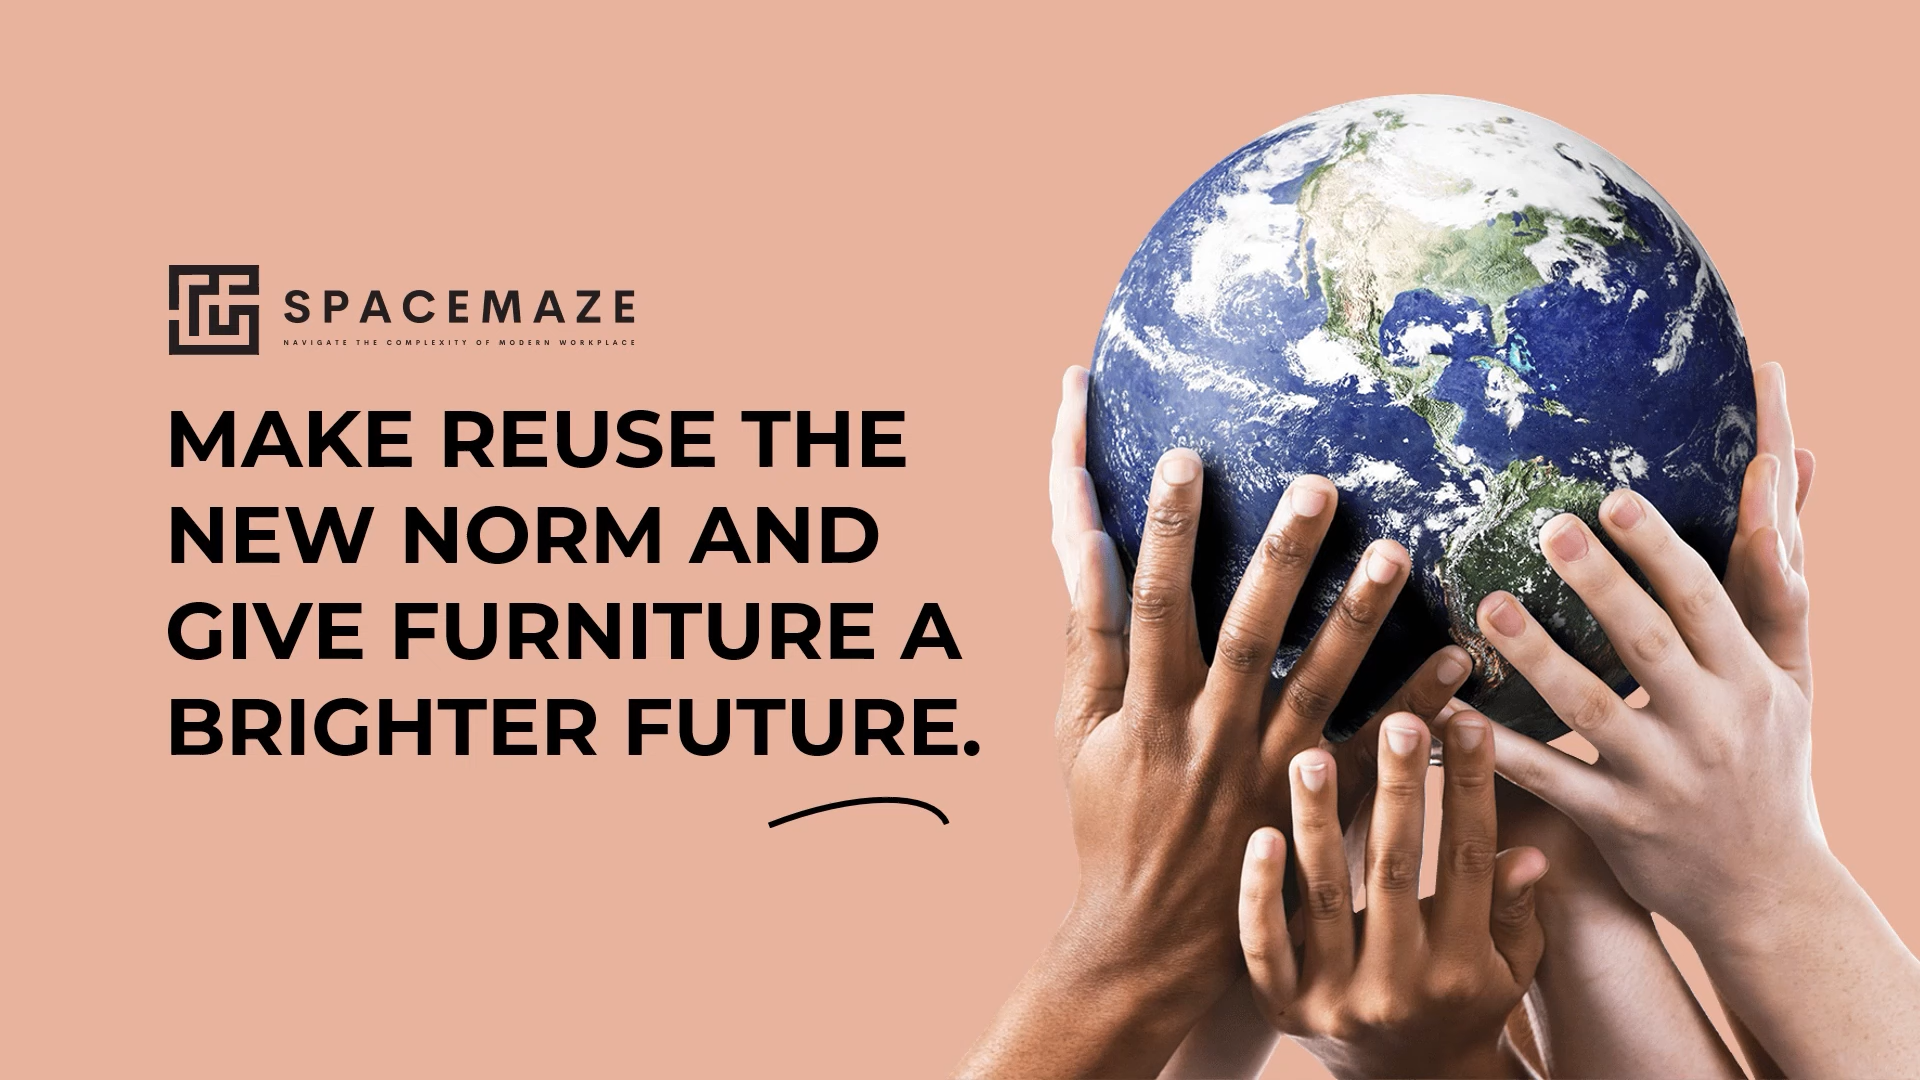 SPACEMAZE
NAVIGATE THE COMPLEXITY OF MODERN WORKPLACE
MAKE REUSE THE
NEW NORM AND
GIVE FURNITURE A
BRIGHTER FUTURE.